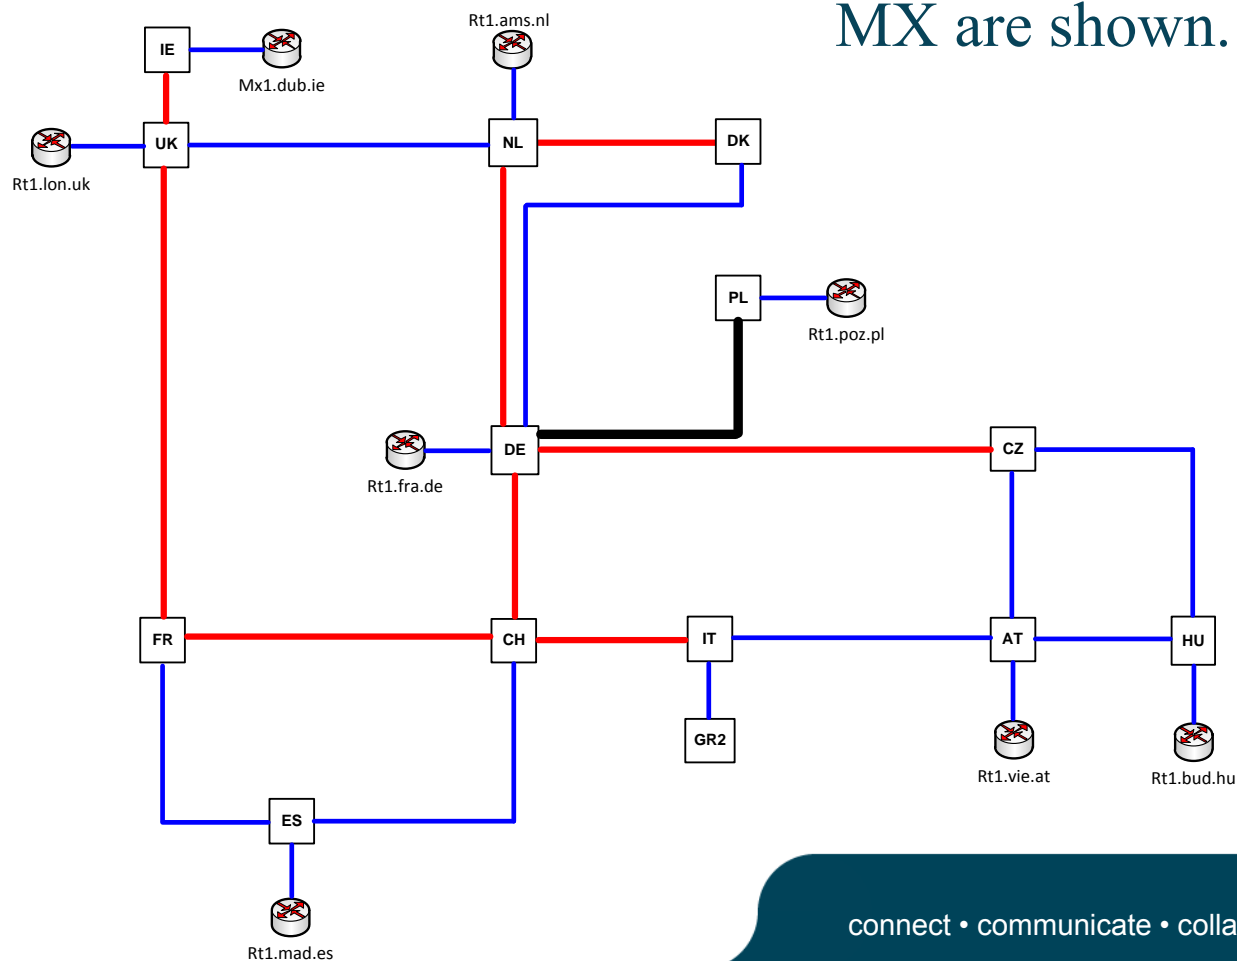 MX are shown.
Rt1.ams.nl
IE
Mx1.dub.ie
UK
NL
DK
Rt1.lon.uk
PL
Rt1.poz.pl
DE
CZ
Rt1.fra.de
FR
CH
IT
AT
HU
GR2
Rt1.vie.at
Rt1.bud.hu
ES
connect • communicate • colla
Rt1.mad.es